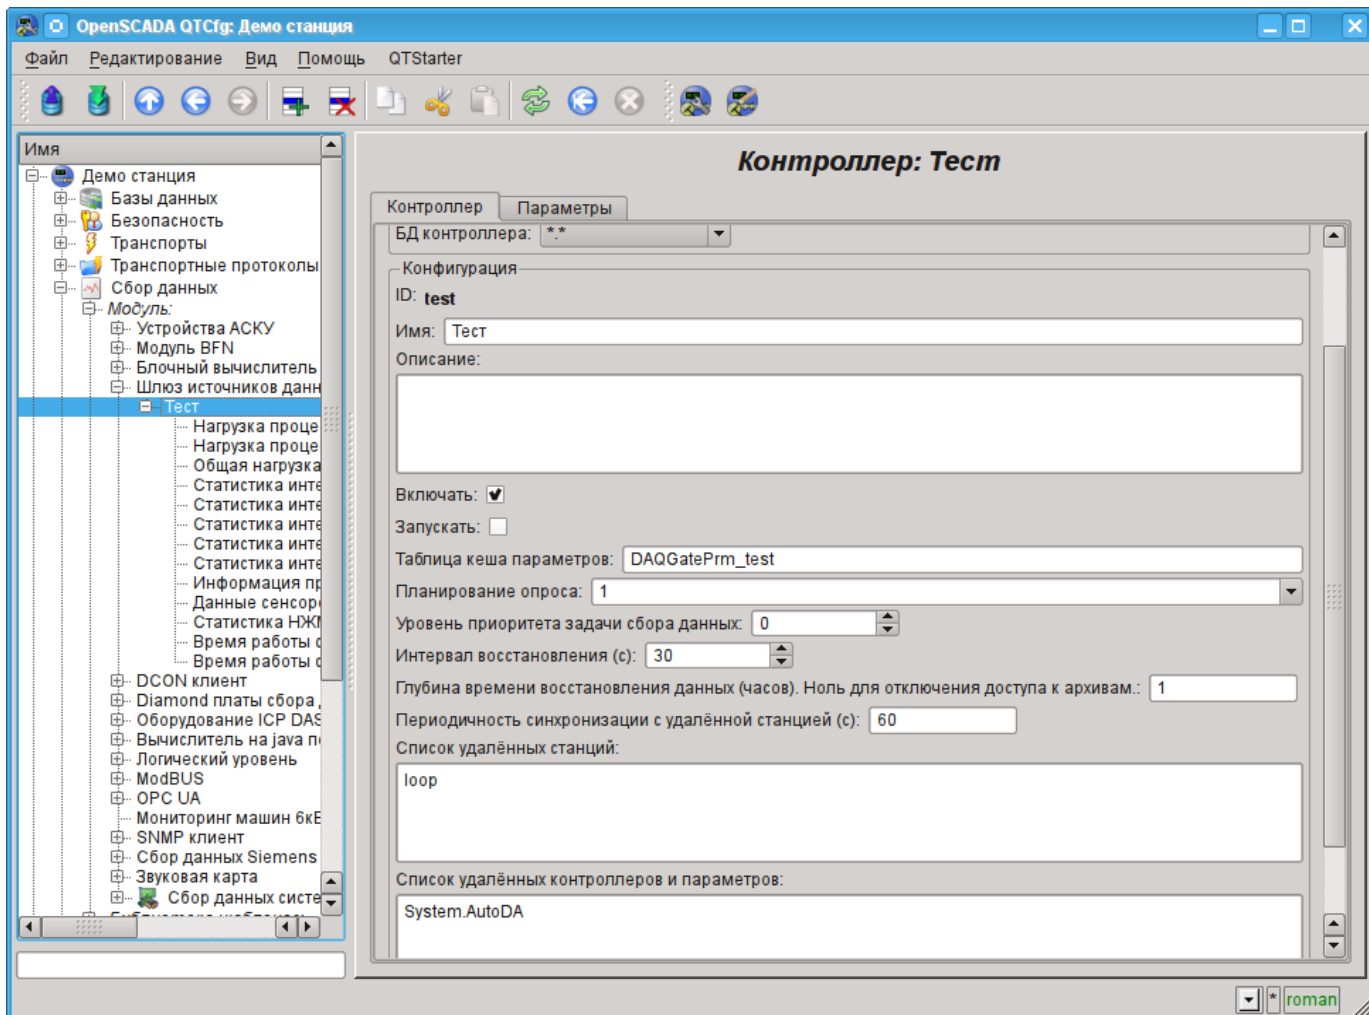 OpenSCADA QTCfg: Демо станция
Файл Редактирование Вид Помощь QTStarter
Имя
Демо станция
Базы данных
Безопасность
Транспорты
Транспортные протоколы
Сбор данных
Модуль:
Устройства АСКУ
Модуль BFN
Блочный вычислитель
Шлюз источников данн
Тест
Нагрузка проце
Нагрузка проце
Общая нагрузка
Статистика инте
Статистика инте
Статистика инте
Статистика инте
Статистика инте
Информация пр
Данные сенсор
Статистика НЖМ
Время работы с
Время работы с
DCON клиент
Diamond платы сбора
Оборудование ICP DAS
Вычислитель на java п
Логический уровень
ModBUS
OPC UA
Мониторинг машин 6кВ
SNMP клиент
Сбор данных Siemens
Звуковая карта
Сбор данных систе
Контроллер: Тест
Контроллер Параметры
БД контроллера: *.*
Конфигурация
ID: test
Имя: Тест
Описание:
Включать:
Запускать:
Таблица кеша параметров: DAQGatePrm_test
Планирование опроса: 1
Уровень приоритета задачи сбора данных: 0
Интервал восстановления (с): 30
Глубина времени восстановления данных (часов). Ноль для отключения доступа к архивам.: 1
Периодичность синхронизации с удалённой станцией (с): 60
Список удалённых станций:
loop
Список удалённых контроллеров и параметров:
System.AutoDA
* roman